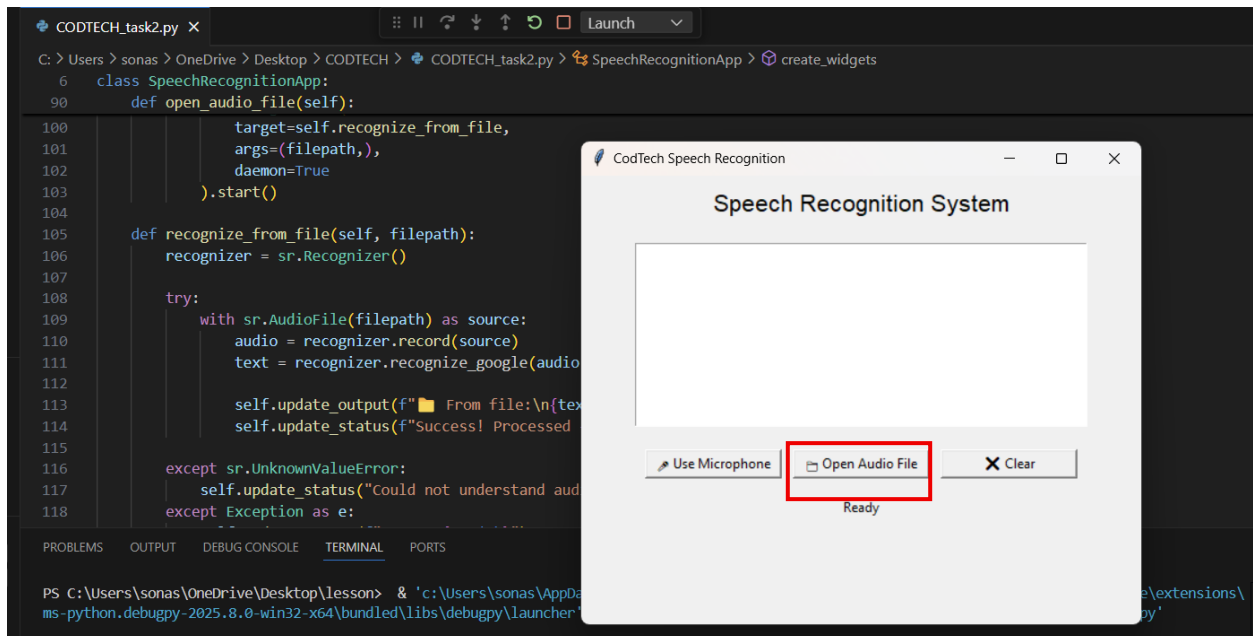 CODTECH_task2.py
Launch
C: > Users > sonas > OneDrive > Desktop > CODTECH > CODTECH_task2.py > SpeechRecognitionApp > create_widgets
6 class SpeechRecognitionApp:
90 def open_audio_file(self):
100 target=self.recognize_from_file,
101 args=(filepath,),
102 daemon=True
103 ).start()
104
105 def recognize_from_file(self, filepath):
106 recognizer = sr.Recognizer()
107
108 try:
109 with sr.AudioFile(filepath) as source:
110 audio = recognizer.record(source)
111 text = recognizer.recognize_google(audio
112
113 self.update_output(f"📁 From file:\n{tex
114 self.update_status(f"Success! Processed
115
116 except sr.UnknownValueError:
117 self.update_status("Could not understand aud
118 except Exception as e:
CodTech Speech Recognition
Speech Recognition System
Use Microphone
Open Audio File
Clear
Ready
PROBLEMS OUTPUT DEBUG CONSOLE TERMINAL PORTS
PS C:\Users\sonas\OneDrive\Desktop\lesson> & 'c:\Users\sonas\AppDa e\extensions\
ms-python.debugpy-2025.8.0-win32-x64\bundled\libs\debugpy\launcher' py'